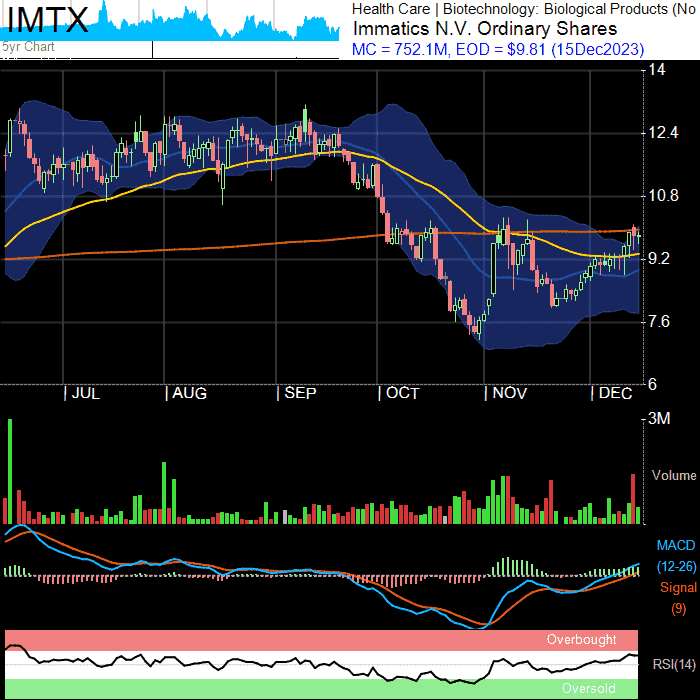 IMTX
5yr Chart
Health Care | Biotechnology: Biological Products (No
Immatics N.V. Ordinary Shares
MC = 752.1M, EOD = $9.81 (15Dec2023)
14
12.4
10.8
9.2
7.6
6
| JUL | AUG | SEP | OCT | NOV | DEC
3M
Volume
MACD
(12-26)
Signal
(9)
Overbought
RSI(14)
Oversold